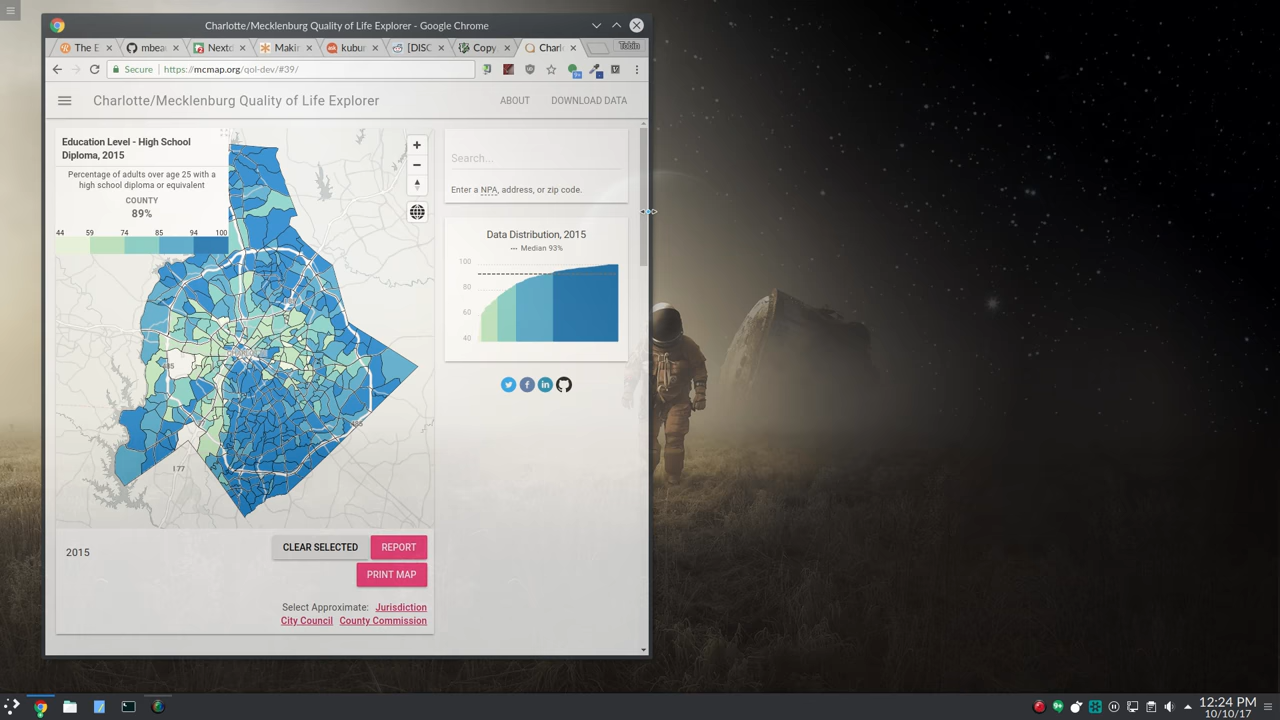 Charlotte/Mecklenburg Quality of Life Explorer - Google Chrome
The E
mbea
Nextd
Makin
kubur
[DISC
Copy
Charl
Tobin
Secure
https://mcmap.org/qol-dev/#39/
Charlotte/Mecklenburg Quality of Life Explorer
ABOUT
DOWNLOAD DATA
Education Level - High School
Diploma, 2015
Percentage of adults over age 25 with a
high school diploma or equivalent
COUNTY
89%
44 59 74 85 94 100
I 77
Search...
Enter a NPA, address, or zip code.
Data Distribution, 2015
Median 93%
100
80
60
40
2015
CLEAR SELECTED
REPORT
PRINT MAP
Select Approximate: Jurisdiction
City Council County Commission
12:24 PM
10/10/17